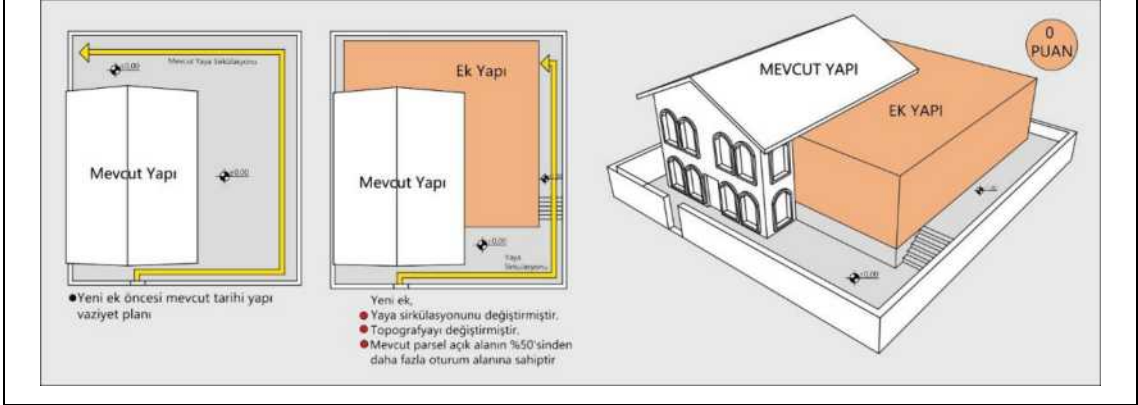 ±0.00
Mevcut Yaya Sirkülasyonu
Mevcut Yapı
±0.00
●Yeni ek öncesi mevcut tarihi yapı
vaziyet planı
Ek Yapı
Mevcut Yapı
±0.00
Yaya
Sirkülasyonu
Yeni ek,
●Yaya sirkülasyonunu değiştirmiştir.
●Topografyayı değiştirmiştir.
●Mevcut parsel açık alanın %50'sinden
daha fazla oturum alanına sahiptir
0
PUAN
MEVCUT YAPI
EK YAPI
±0.00